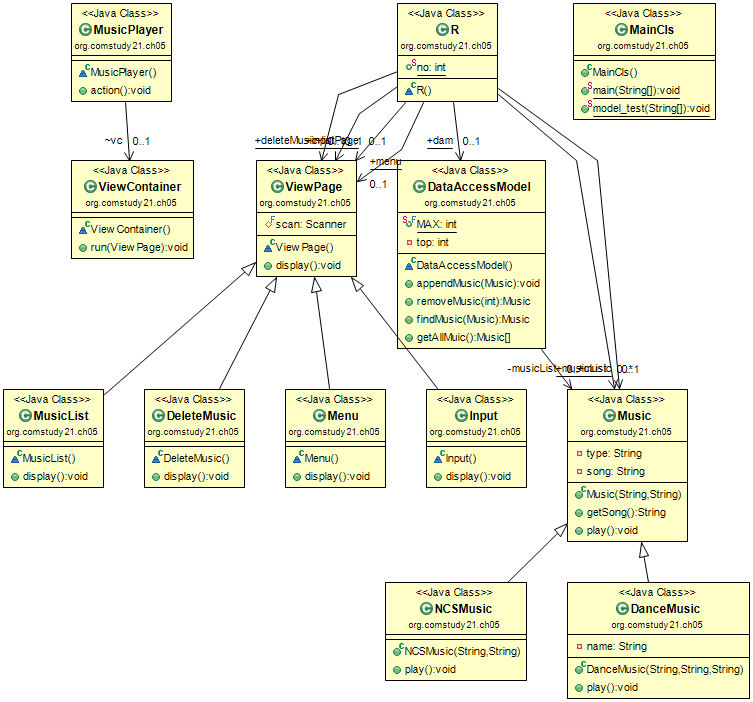 <<Java Class>>
MusicPlayer
org.comstudy21.ch05
MusicPlayer()
action():void
<<Java Class>>
R
org.comstudy21.ch05
no: int
R()
<<Java Class>>
MainCls
org.comstudy21.ch05
MainCls()
main(String[]):void
model_test(String[]):void
~vc
0..1
+dam
0..1
+menu
0..1
0..1
<<Java Class>>
ViewContainer
org.comstudy21.ch05
ViewContainer()
run(ViewPage):void
<<Java Class>>
ViewPage
org.comstudy21.ch05
scan: Scanner
ViewPage()
display():void
<<Java Class>>
DataAccessModel
org.comstudy21.ch05
MAX: int
top: int
DataAccessModel()
appendMusic(Music):void
removeMusic(int):Music
findMusic(Music):Music
getAllMuic():Music[]
-musicList
<<Java Class>>
MusicList
org.comstudy21.ch05
MusicList()
display():void
<<Java Class>>
DeleteMusic
org.comstudy21.ch05
DeleteMusic()
display():void
<<Java Class>>
Menu
org.comstudy21.ch05
Menu()
display():void
<<Java Class>>
Input
org.comstudy21.ch05
Input()
display():void
<<Java Class>>
Music
org.comstudy21.ch05
type: String
song: String
Music(String,String)
getSong():String
play():void
<<Java Class>>
NCSMusic
org.comstudy21.ch05
NCSMusic(String,String)
play():void
<<Java Class>>
DanceMusic
org.comstudy21.ch05
name: String
DanceMusic(String,String,String)
play():void